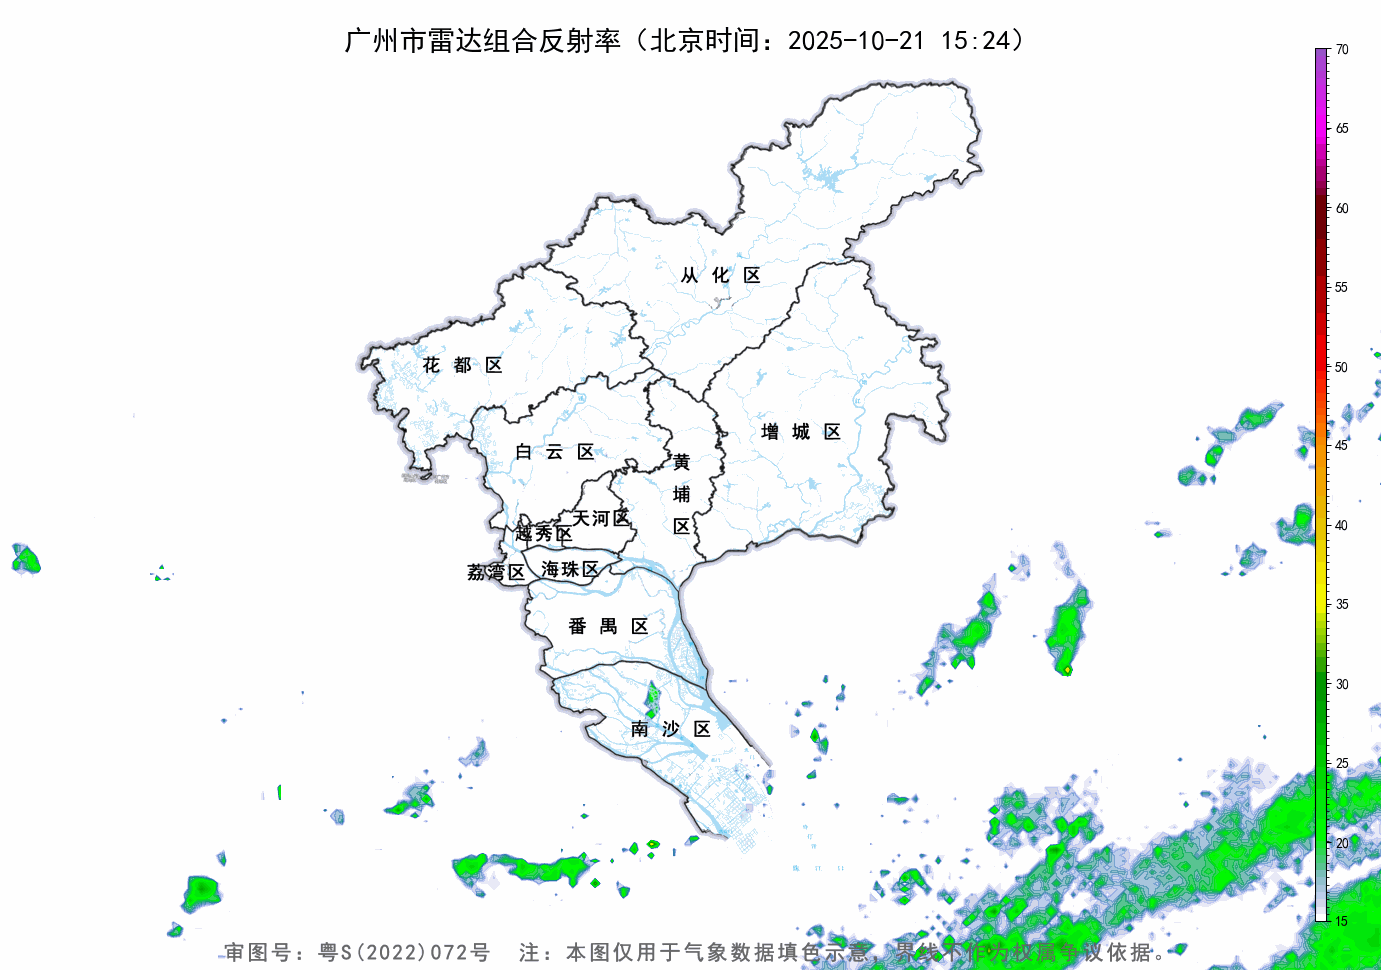 广州市雷达组合反射率（北京时间：2025-10-21 15:24）
70
65
60
55
50
45
40
35
30
25
20
15
从化区
花都区
增城区
白云区
黄埔区
天河区
越秀区
海珠区
荔湾区
番禺区
南沙区
审图号：粤S(2022)072号 注：本图仅用于气象数据填色示意，界线不作为权属争议依据。